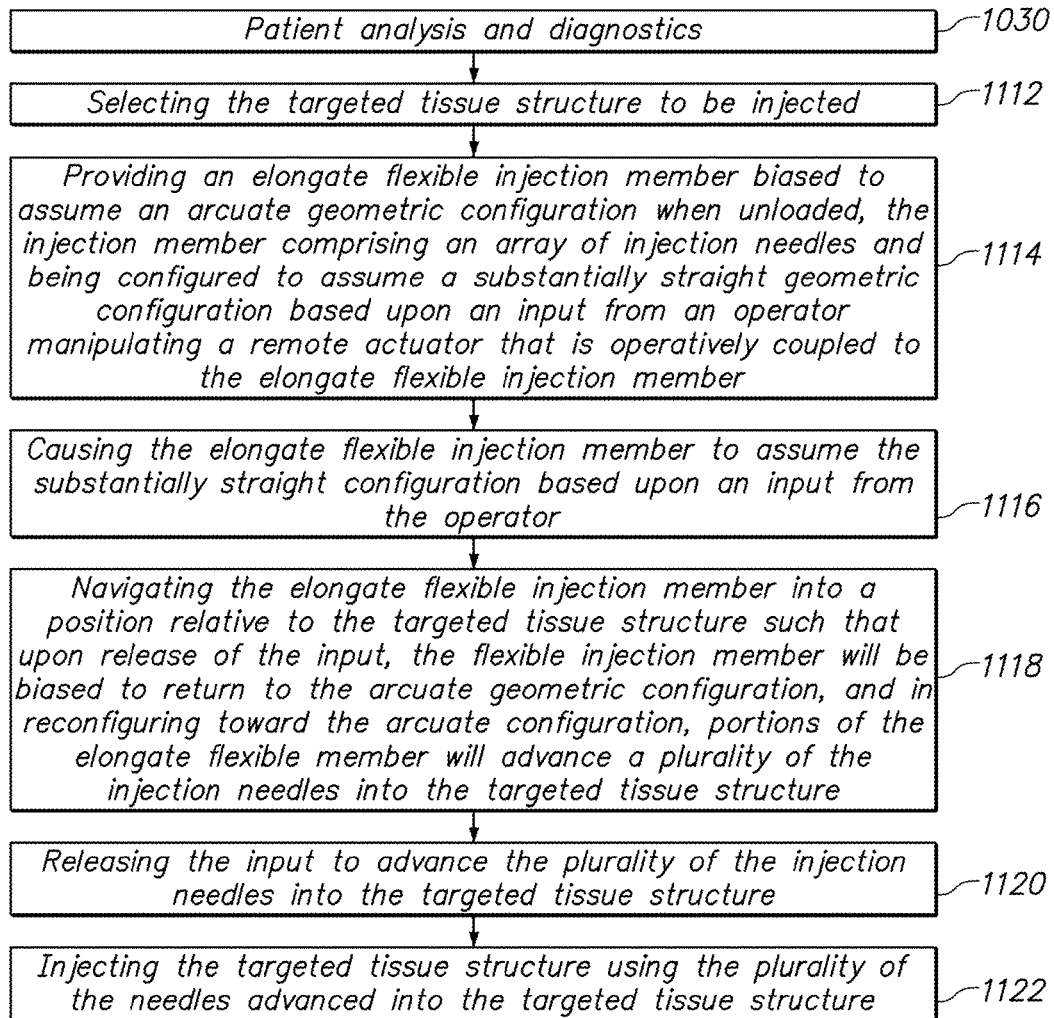 Patient analysis and diagnostics
1030
Selecting the targeted tissue structure to be injected
1112
Providing an elongate flexible injection member biased to
assume an arcuate geometric configuration when unloaded, the
injection member comprising an array of injection needles and
being configured to assume a substantially straight geometric
configuration based upon an input from an operator
manipulating a remote actuator that is operatively coupled to
the elongate flexible injection member
1114
Causing the elongate flexible injection member to assume the
substantially straight configuration based upon an input from
the operator
1116
Navigating the elongate flexible injection member into a
position relative to the targeted tissue structure such that
upon release of the input, the flexible injection member will be
biased to return to the arcuate geometric configuration, and in
reconfiguring toward the arcuate configuration, portions of the
elongate flexible member will advance a plurality of the
injection needles into the targeted tissue structure
1118
Releasing the input to advance the plurality of the injection
needles into the targeted tissue structure
1120
Injecting the targeted tissue structure using the plurality of
the needles advanced into the targeted tissue structure
1122